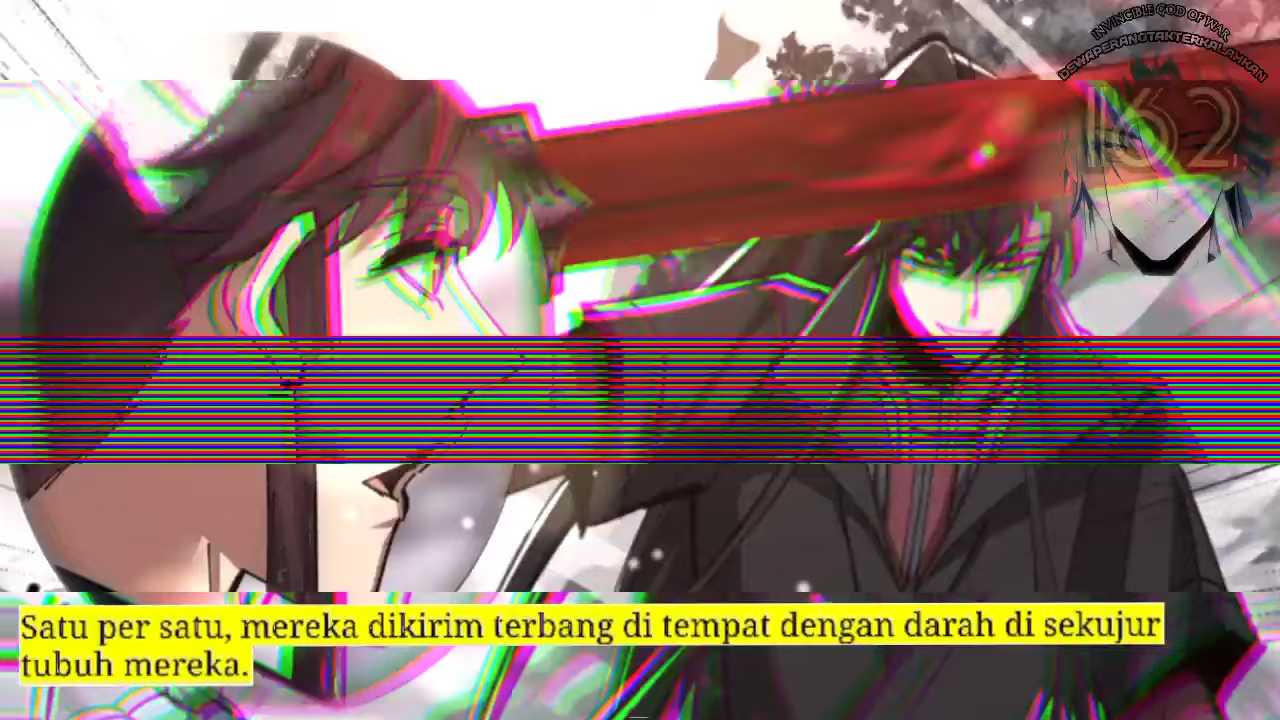 INVINCIBLE GOD OF WAR
DEWAPERANGTAKTERKALAHKAN
162
Satu per satu, mereka dikirim terbang di tempat dengan darah di sekujur
tubuh mereka.